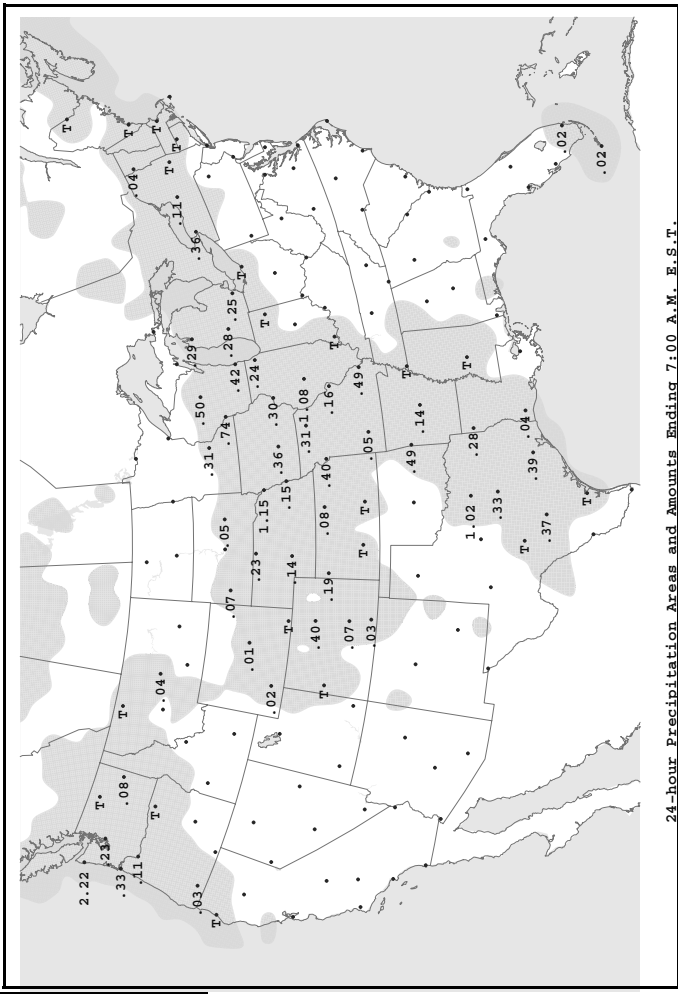 T
2.22
T
.23
.33
T
.08
T
.04
.11
T
T
.04
T
T
.11
.29
.36
.03
.50
.31
T
.05
.74
.07
.28
.25
.42
T
.01
.24
.23
1.15
T
.02
.30
.36
.15
T
.14
.31
1.08
.40
T
.08
.40
.19
.16
T
.07
.49
T
T
.05
.03
T
.49
.14
T
1.02
.28
.33
T
.04
.39
.37
.02
T
.02
24-hour Precipitation Areas and Amounts Ending 7:00 A.M. E.S.T.